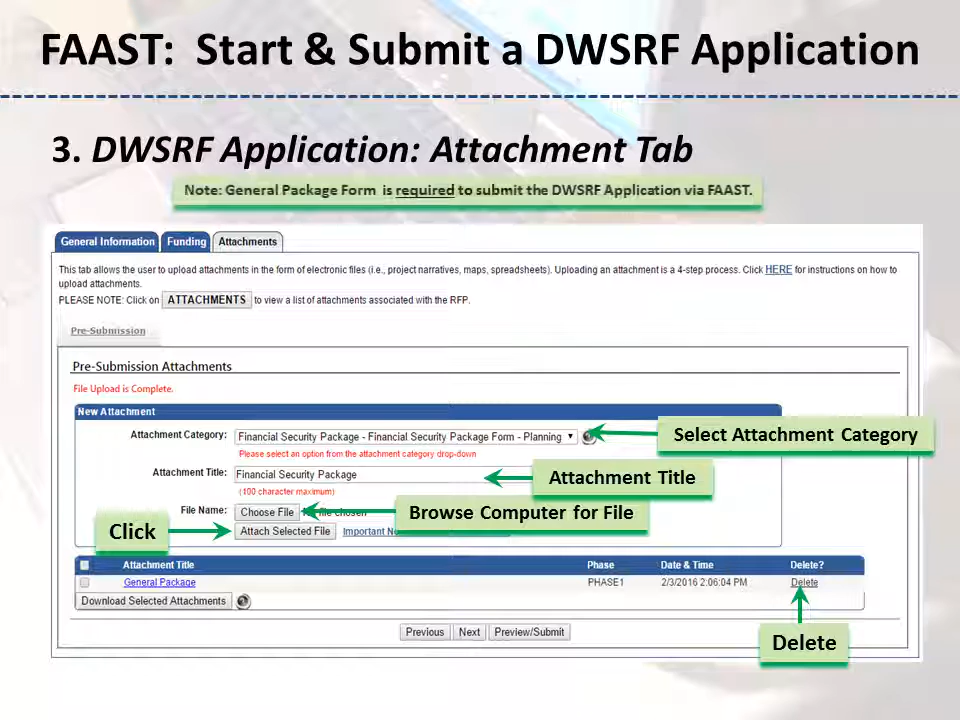 FAAST: Start & Submit a DWSRF Application
3. DWSRF Application: Attachment Tab
Note: General Package Form is required to submit the DWSRF Application via FAAST.
General Information Funding Attachments
This tab allows the user to upload attachments in the form of electronic files (i.e., project narratives, maps, spreadsheets). Uploading an attachment is a 4-step process. Click HERE for instructions on how to
upload attachments.
PLEASE NOTE: Click on ATTACHMENTS to view a list of attachments associated with the RFP.
Pre-Submission
Pre-Submission Attachments
File Upload is Complete.
New Attachment
Attachment Category: Financial Security Package - Financial Security Package Form - Planning
Select Attachment Category
Please select an option from the attachment category drop-down
Attachment Title: Financial Security Package
Attachment Title
(100 character maximum)
File Name: Choose File file chosen
Browse Computer for File
Click
Attach Selected File Important
Attachment Title Phase Date & Time Delete?
General Package PHASE1 2/3/2016 2:06:04 PM Delete
Download Selected Attachments
Previous Next Preview/Submit
Delete